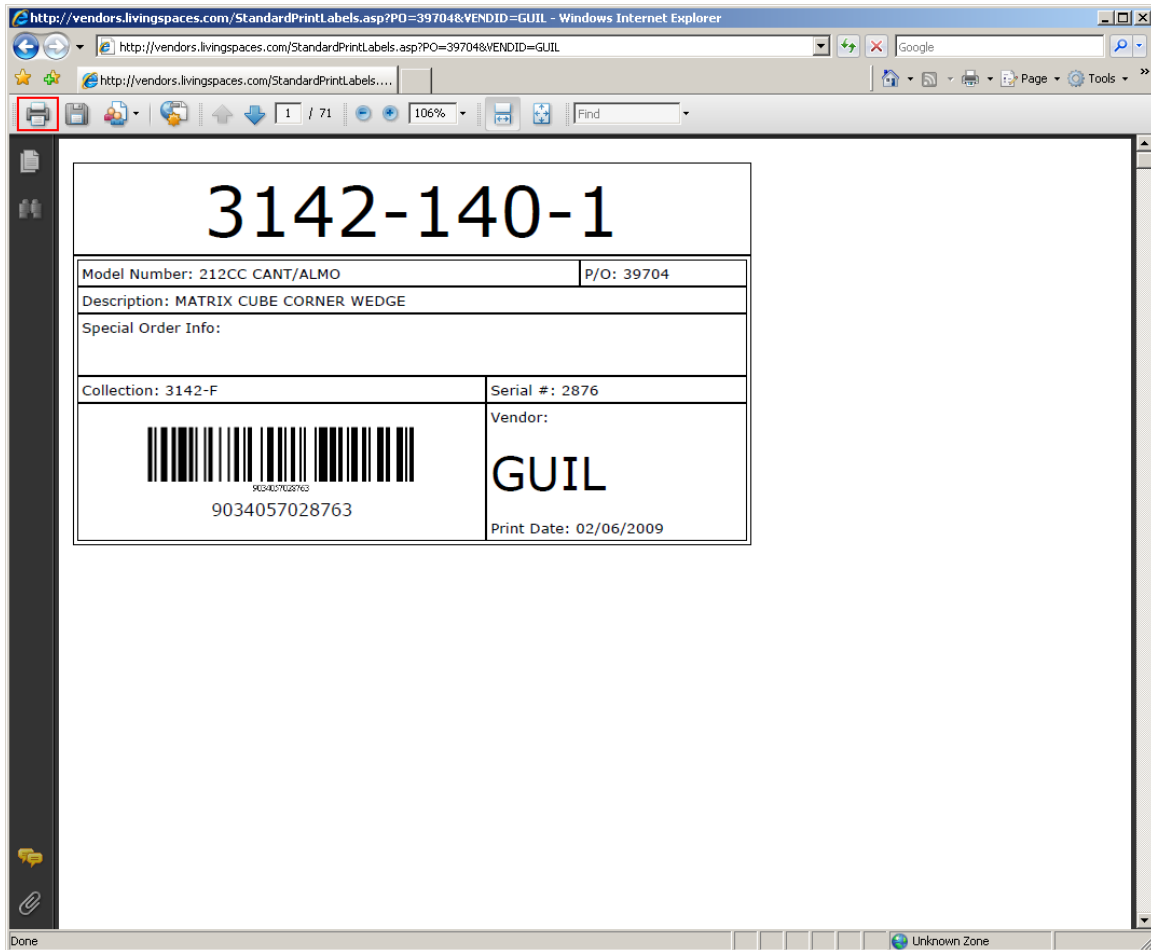 http://vendors.livingspaces.com/StandardPrintLabels.asp?PO=39704&VENDID=GUIL - Windows Internet Explorer
http://vendors.livingspaces.com/StandardPrintLabels.asp?PO=39704&VENDID=GUIL Google
http://vendors.livingspaces.com/StandardPrintLabels.... Page Tools »
1 / 71 106% Find
3142-140-1
Model Number: 212CC CANT/ALMO P/O: 39704
Description: MATRIX CUBE CORNER WEDGE
Special Order Info:
Collection: 3142-F Serial #: 2876
Vendor:
GUIL
9034057028763
9034057028763
Print Date: 02/06/2009
Done Unknown Zone